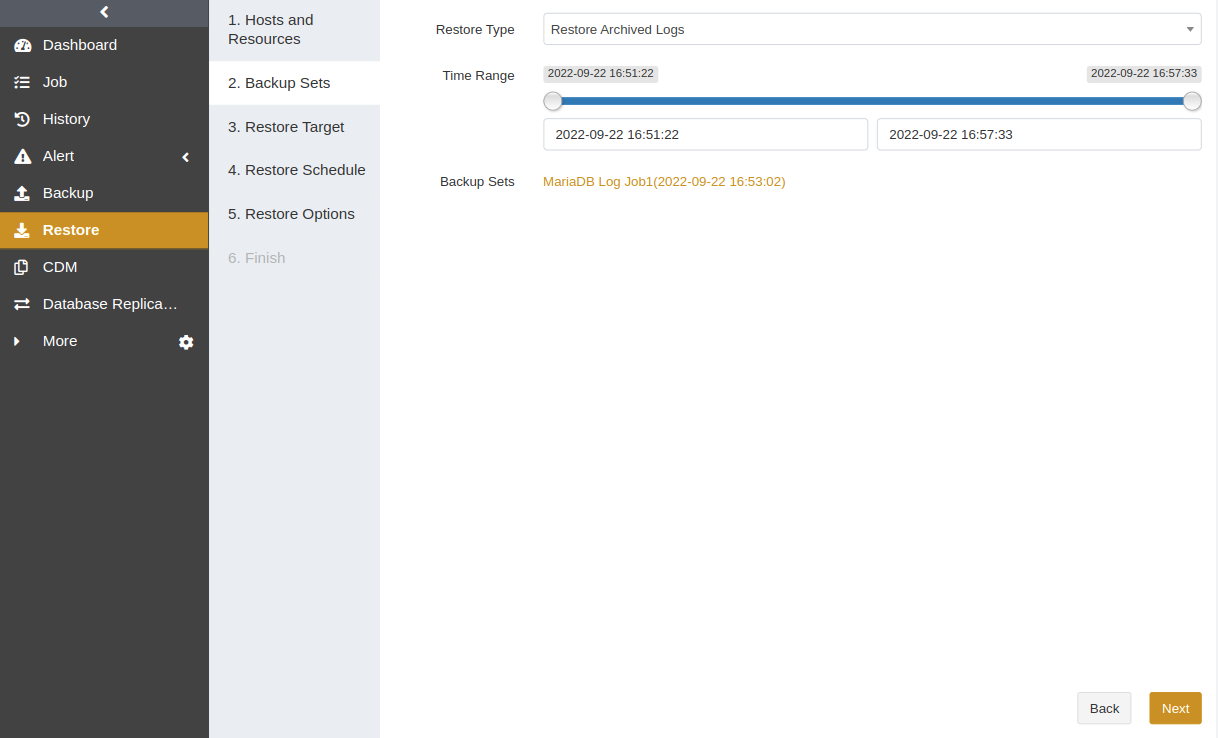 Dashboard
Job
History
Alert
Backup
Restore
CDM
Database Replica…
More
1. Hosts and
Resources
2. Backup Sets
3. Restore Target
4. Restore Schedule
5. Restore Options
6. Finish
Restore Type
Restore Archived Logs
Time Range
2022-09-22 16:51:22
2022-09-22 16:57:33
2022-09-22 16:51:22
2022-09-22 16:57:33
Backup Sets
MariaDB Log Job1(2022-09-22 16:53:02)
Back
Next